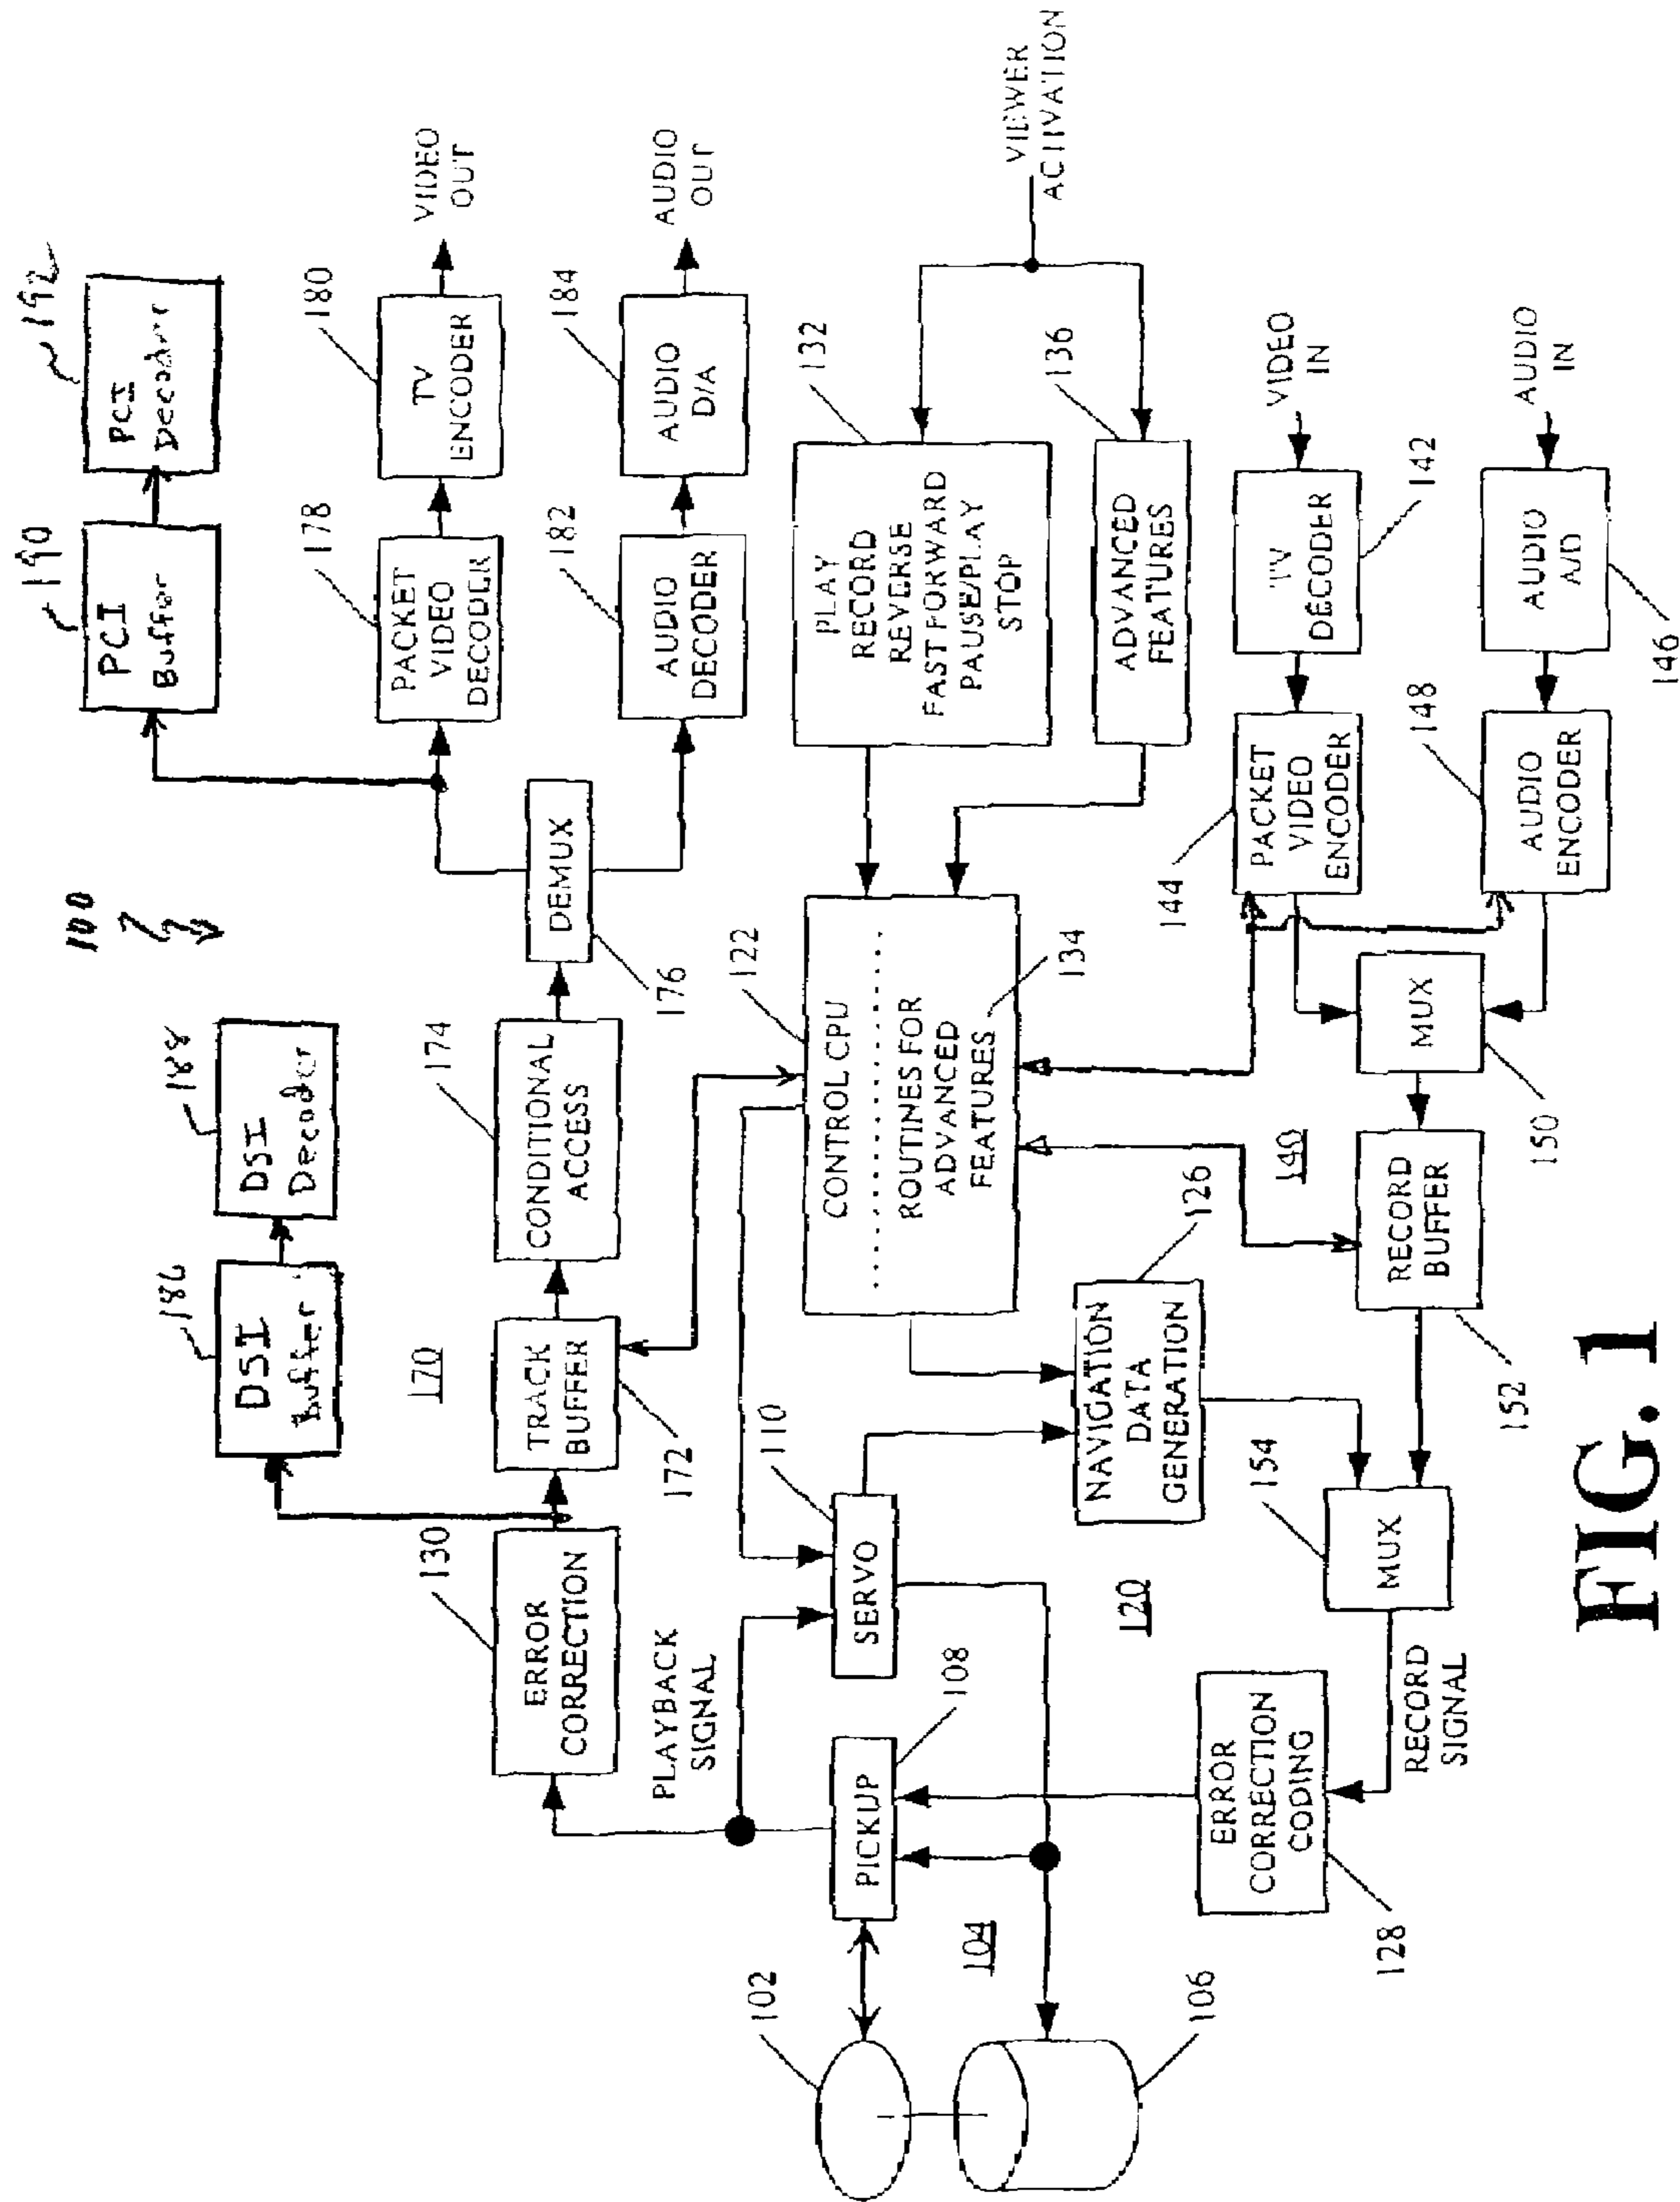 100
186
DSI
Buffer
188
DSI
Decoder
190
PCI
Buffer
192
PCI
Decoder
130
ERROR
CORRECTION
170
TRACK
BUFFER
172
174
CONDITIONAL
ACCESS
DEMUX
176
178
PACKET
VIDEO
DECODER
180
TV
ENCODER
VIDEO
OUT
182
AUDIO
DECODER
184
AUDIO
D/A
AUDIO
OUT
PLAYBACK
SIGNAL
102
PICKUP
108
104
106
110
SERVO
120
122
CONTROL CPU
ROUTINES FOR
ADVANCED
FEATURES
134
132
PLAY
RECORD
REVERSE
FAST FORWARD
PAUSE/PLAY
STOP
136
ADVANCED
FEATURES
VIEWER
ACTIVATION
126
NAVIGATION
DATA
GENERATION
140
144
PACKET
VIDEO
ENCODER
TV
DECODER
142
VIDEO
IN
148
AUDIO
ENCODER
AUDIO
A/D
146
AUDIO
IN
MUX
150
RECORD
BUFFER
152
154
MUX
RECORD
SIGNAL
ERROR
CORRECTION
CODING
128
FIG. 1